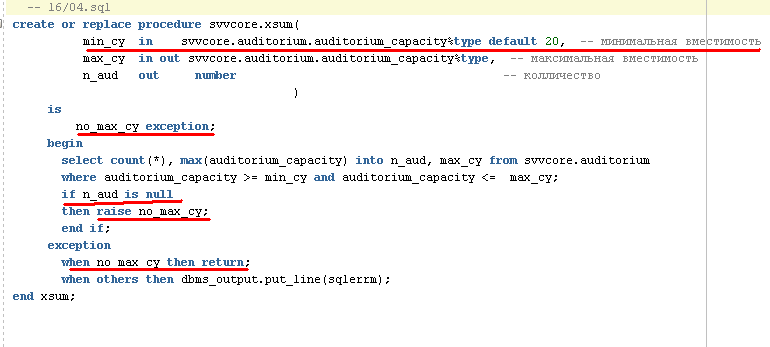 -- 16/04.sql
create or replace procedure svvcore.xsum(
min_cy in svvcore.auditorium.auditorium_capacity%type default 20, -- минимальная вместимость
max_cy in out svvcore.auditorium.auditorium_capacity%type, -- максимальная вместимость
n_aud out number -- колличество
)
is
no_max_cy exception;
begin
select count(*), max(auditorium_capacity) into n_aud, max_cy from svvcore.auditorium
where auditorium_capacity >= min_cy and auditorium_capacity <= max_cy;
if n_aud is null
then raise no_max_cy;
end if;
exception
when no_max_cy then return;
when others then dbms_output.put_line(sqlerrm);
end xsum;